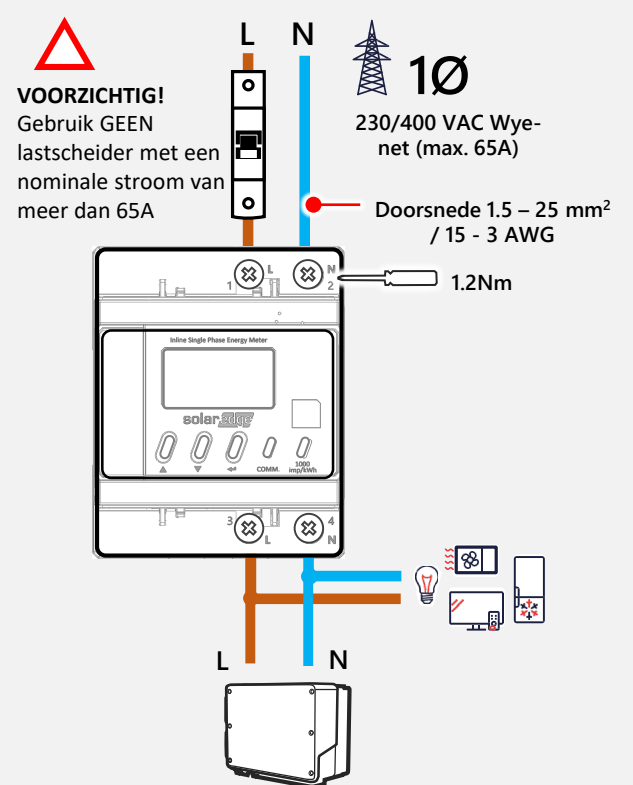 L N
1Ø
VOORZICHTIG!
Gebruik GEEN
lastscheider met een
nominale stroom van
meer dan 65A
230/400 VAC Wye-
net (max. 65A)
Doorsnede 1.5 – 25 mm²
/ 15 - 3 AWG
1.2Nm
1 L N 2
Inline Single Phase Energy Meter
solaredge
COMM. 1000
imp/kWh
3 L 4 N
L N